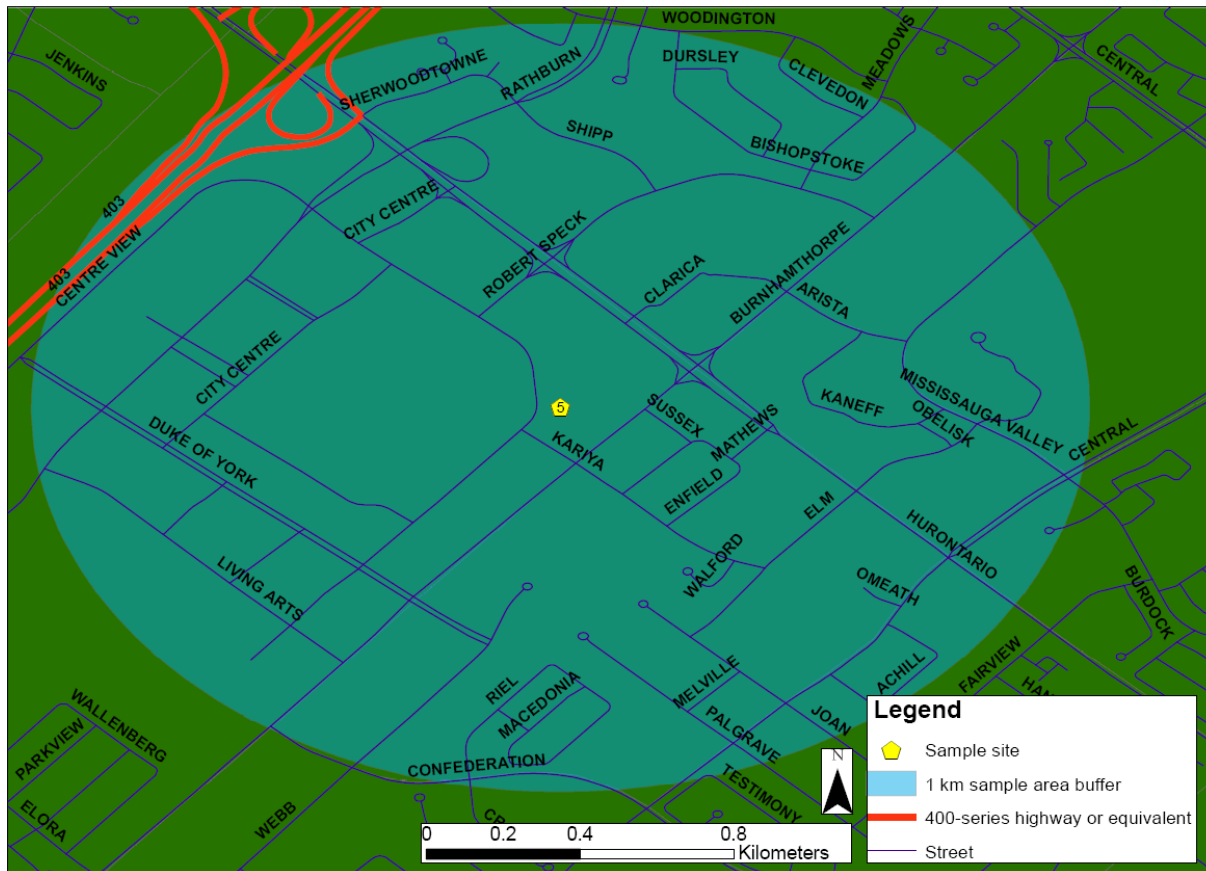 WOODINGTON
JENKINS
SHERWOODTOWNE
RATHBURN
DURSLEY
CLEVEDON
MEADOWS
CENTRAL
SHIPP
BISHOPSTOKE
403
CITY CENTRE
ROBERT SPECK
403
CENTRE VIEW
CLARICA
BURNHAMTHORPE
ARISTA
CITY CENTRE
5
SUSSEX
MATHEWS
KANEFF
OBELISK
MISSISSAUGA VALLEY
CENTRAL
DUKE OF YORK
KARIYA
ENFIELD
ELM
HURONTARIO
LIVING ARTS
WALFORD
OMEATH
BURDOCK
FAIRVIEW
HAN
WALLENBERG
PARKVIEW
RIEL
MACEDONIA
MELVILLE
ACHILL
PALGRAVE
JOAN
CONFEDERATION
TESTIMONY
ELORA
WEBB
CR
N
0 0.2 0.4 0.8
Kilometers
Legend
Sample site
1 km sample area buffer
400-series highway or equivalent
Street